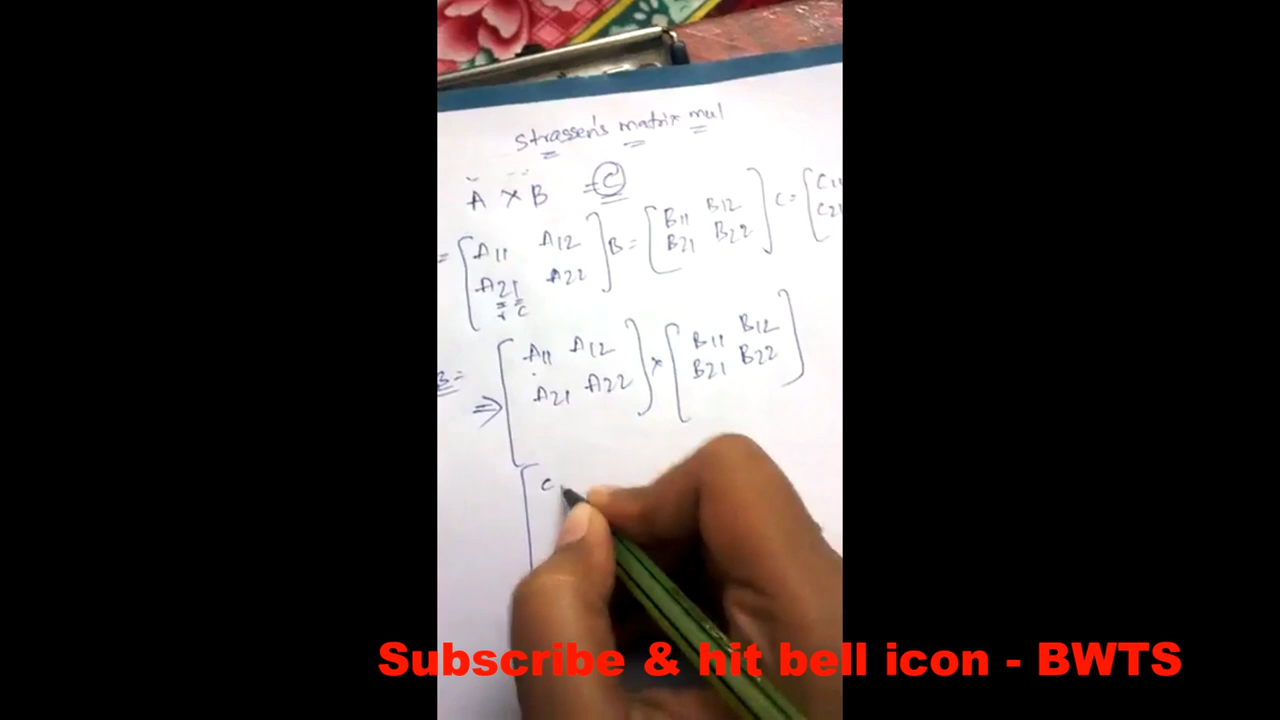 Strassen's matrix mul
A × B = C
= [ A11 A12 ] B = [ B11 B12 ] C = [ C11
A21 A22 B21 B22 C21
r c
B =
⇒ [ A11 A12 ] × [ B11 B12 ]
A21 A22 B21 B22
[ C
Subscribe & hit bell icon - BWTS